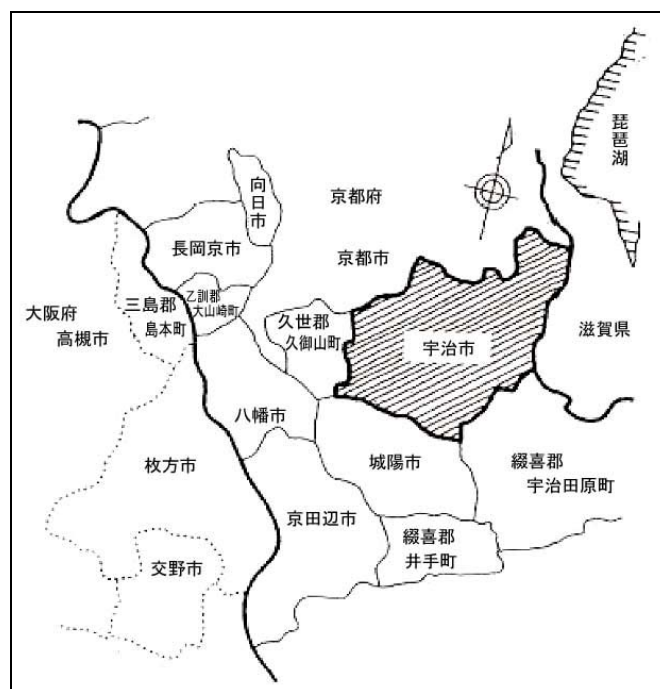 琵琶湖
向日市
京都府
長岡京市
京都市
乙訓郡
大山崎町
三島郡
島本町
大阪府
高槻市
久世郡
久御山町
宇治市
滋賀県
八幡市
枚方市
城陽市
綴喜郡
宇治田原町
京田辺市
綴喜郡
井手町
交野市